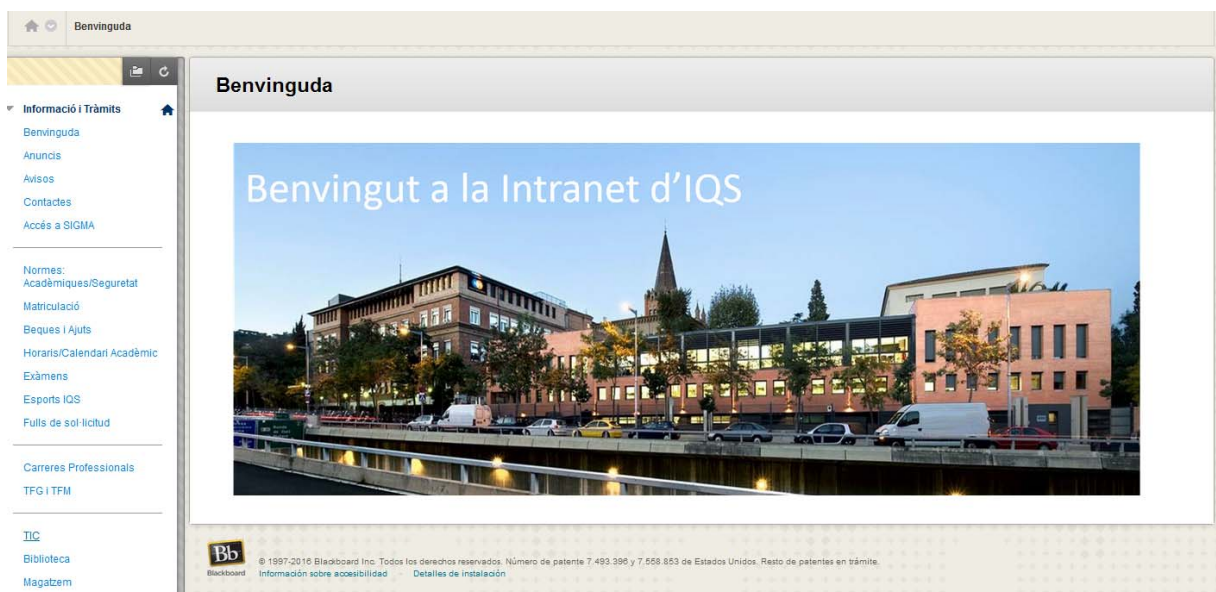 Benvinguda
Informació i Tràmits
Benvinguda
Anuncis
Avisos
Contactes
Accés a SIGMA
Normes:
Acadèmiques/Seguretat
Matriculació
Beques i Ajuts
Horaris/Calendari Acadèmic
Exàmens
Esports IQS
Fulls de sol·licitud
Carreres Professionals
TFG i TFM
TIC
Biblioteca
Magatzem
Benvinguda
Benvingut a la Intranet d'IQS
Bb
Blackboard
© 1997-2016 Blackboard Inc. Todos los derechos reservados. Número de patente 7.493.396 y 7.558.853 de Estados Unidos. Resto de patentes en trámite.
Información sobre accesibilidad · Detalles de instalación